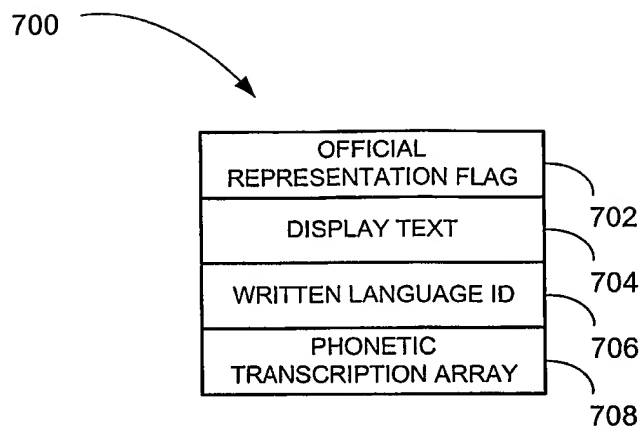 700
OFFICIAL
REPRESENTATION FLAG
702
DISPLAY TEXT
704
WRITTEN LANGUAGE ID
706
PHONETIC
TRANSCRIPTION ARRAY
708